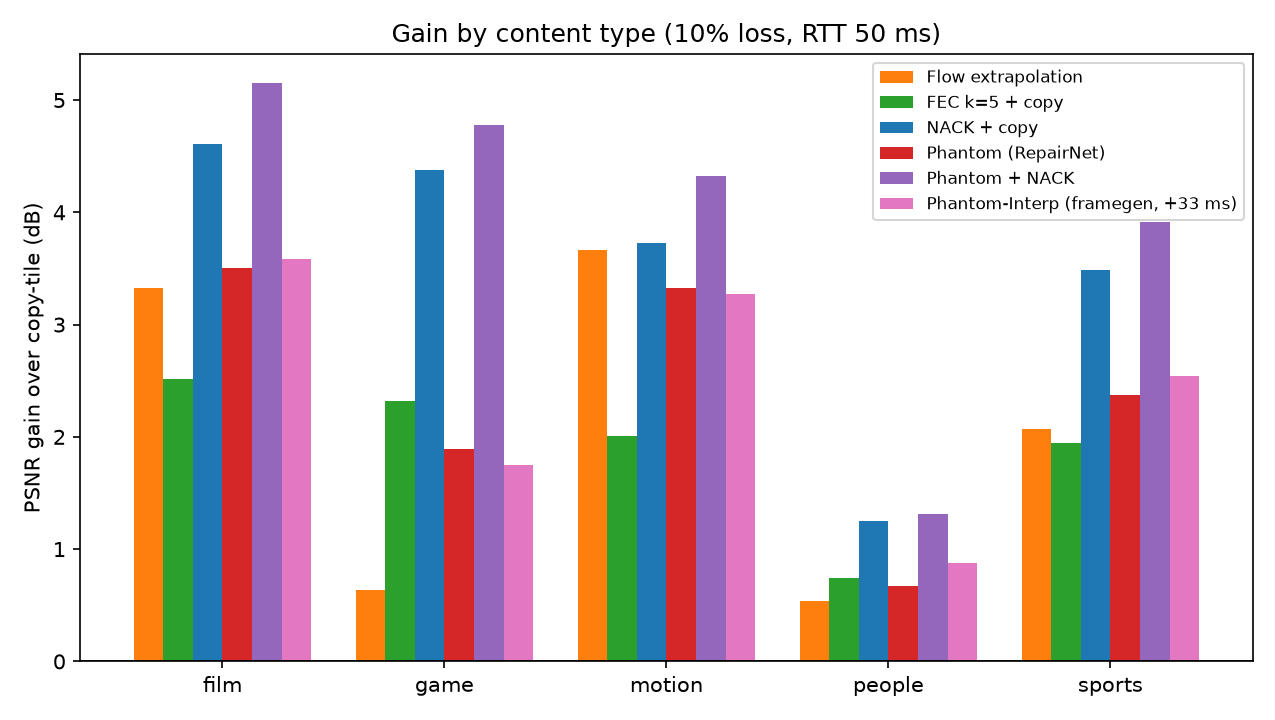 Gain by content type (10% loss, RTT 50 ms)
Flow extrapolation
FEC k=5 + copy
NACK + copy
Phantom (RepairNet)
Phantom + NACK
Phantom-Interp (framegen, +33 ms)
PSNR gain over copy-tile (dB)
5
4
3
2
1
0
film game motion people sports